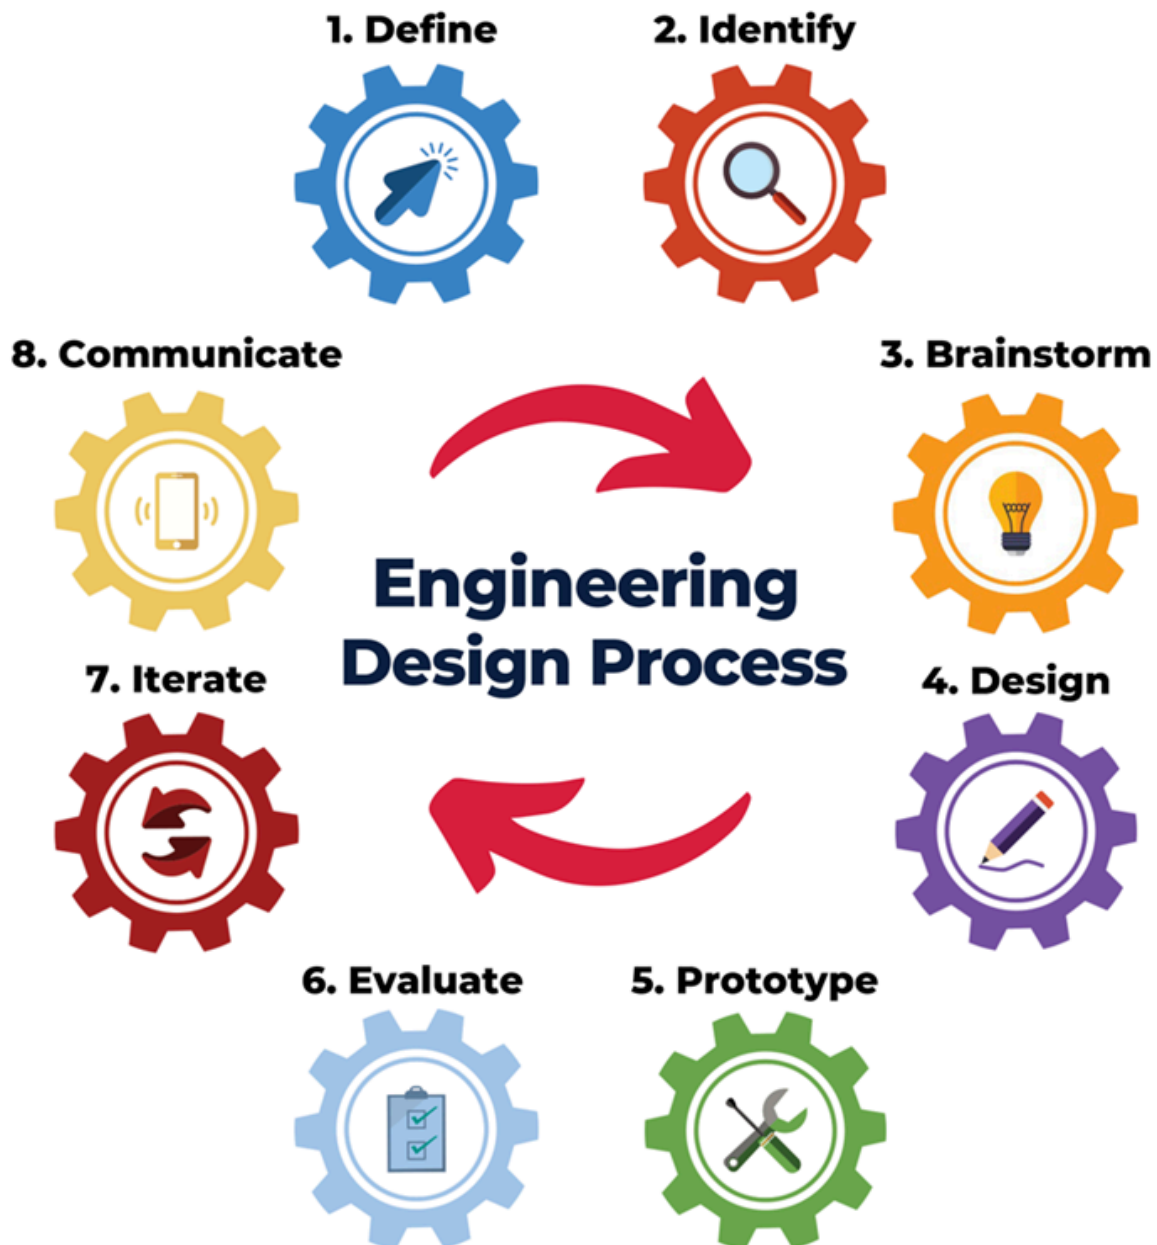 1. Define
2. Identify
8. Communicate
3. Brainstorm
Engineering
Design Process
7. Iterate
4. Design
6. Evaluate
5. Prototype